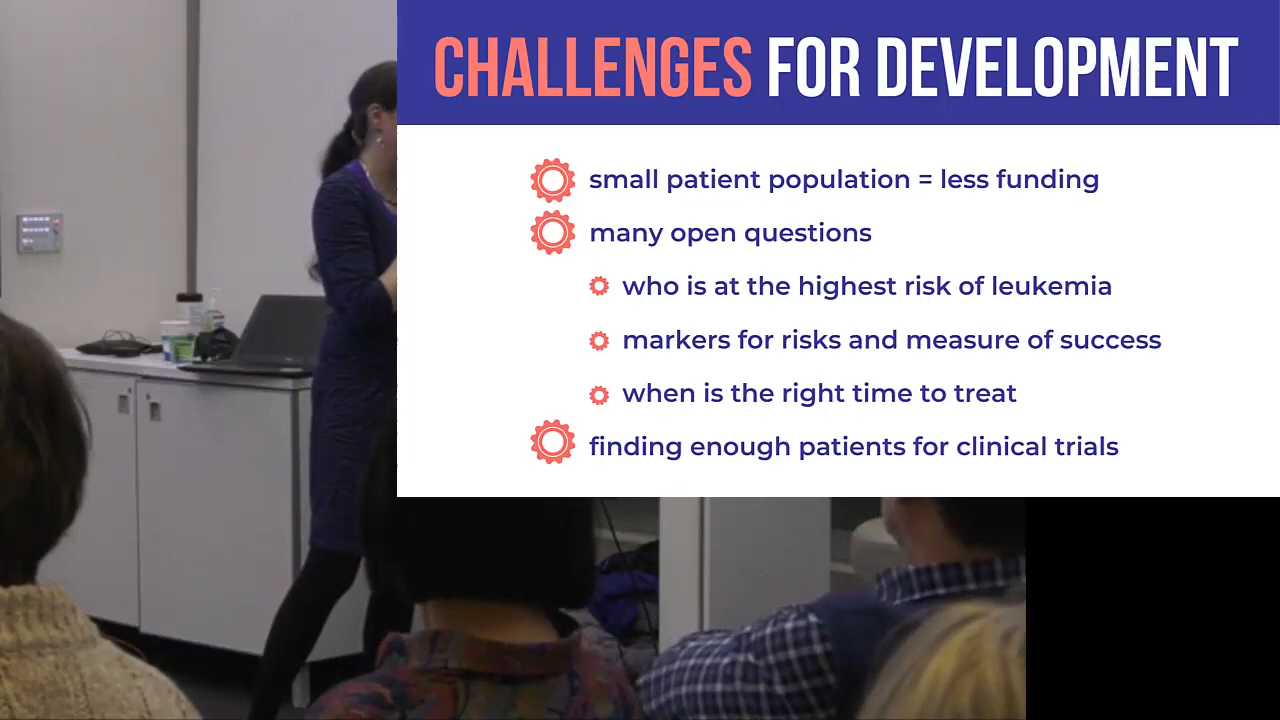 CHALLENGES FOR DEVELOPMENT
small patient population = less funding
many open questions
who is at the highest risk of leukemia
markers for risks and measure of success
when is the right time to treat
finding enough patients for clinical trials